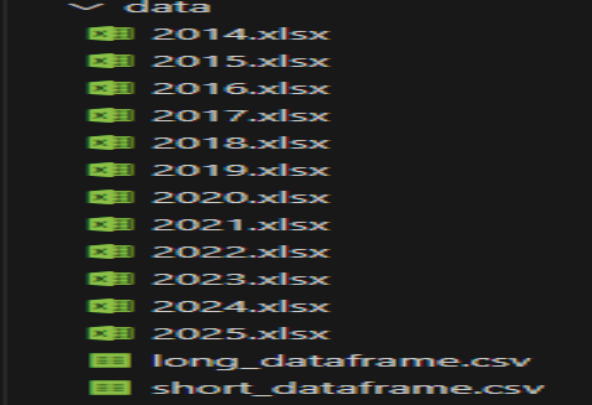 data
2014.xlsx
2015.xlsx
2016.xlsx
2017.xlsx
2018.xlsx
2019.xlsx
2020.xlsx
2021.xlsx
2022.xlsx
2023.xlsx
2024.xlsx
2025.xlsx
long_dataframe.csv
short_dataframe.csv